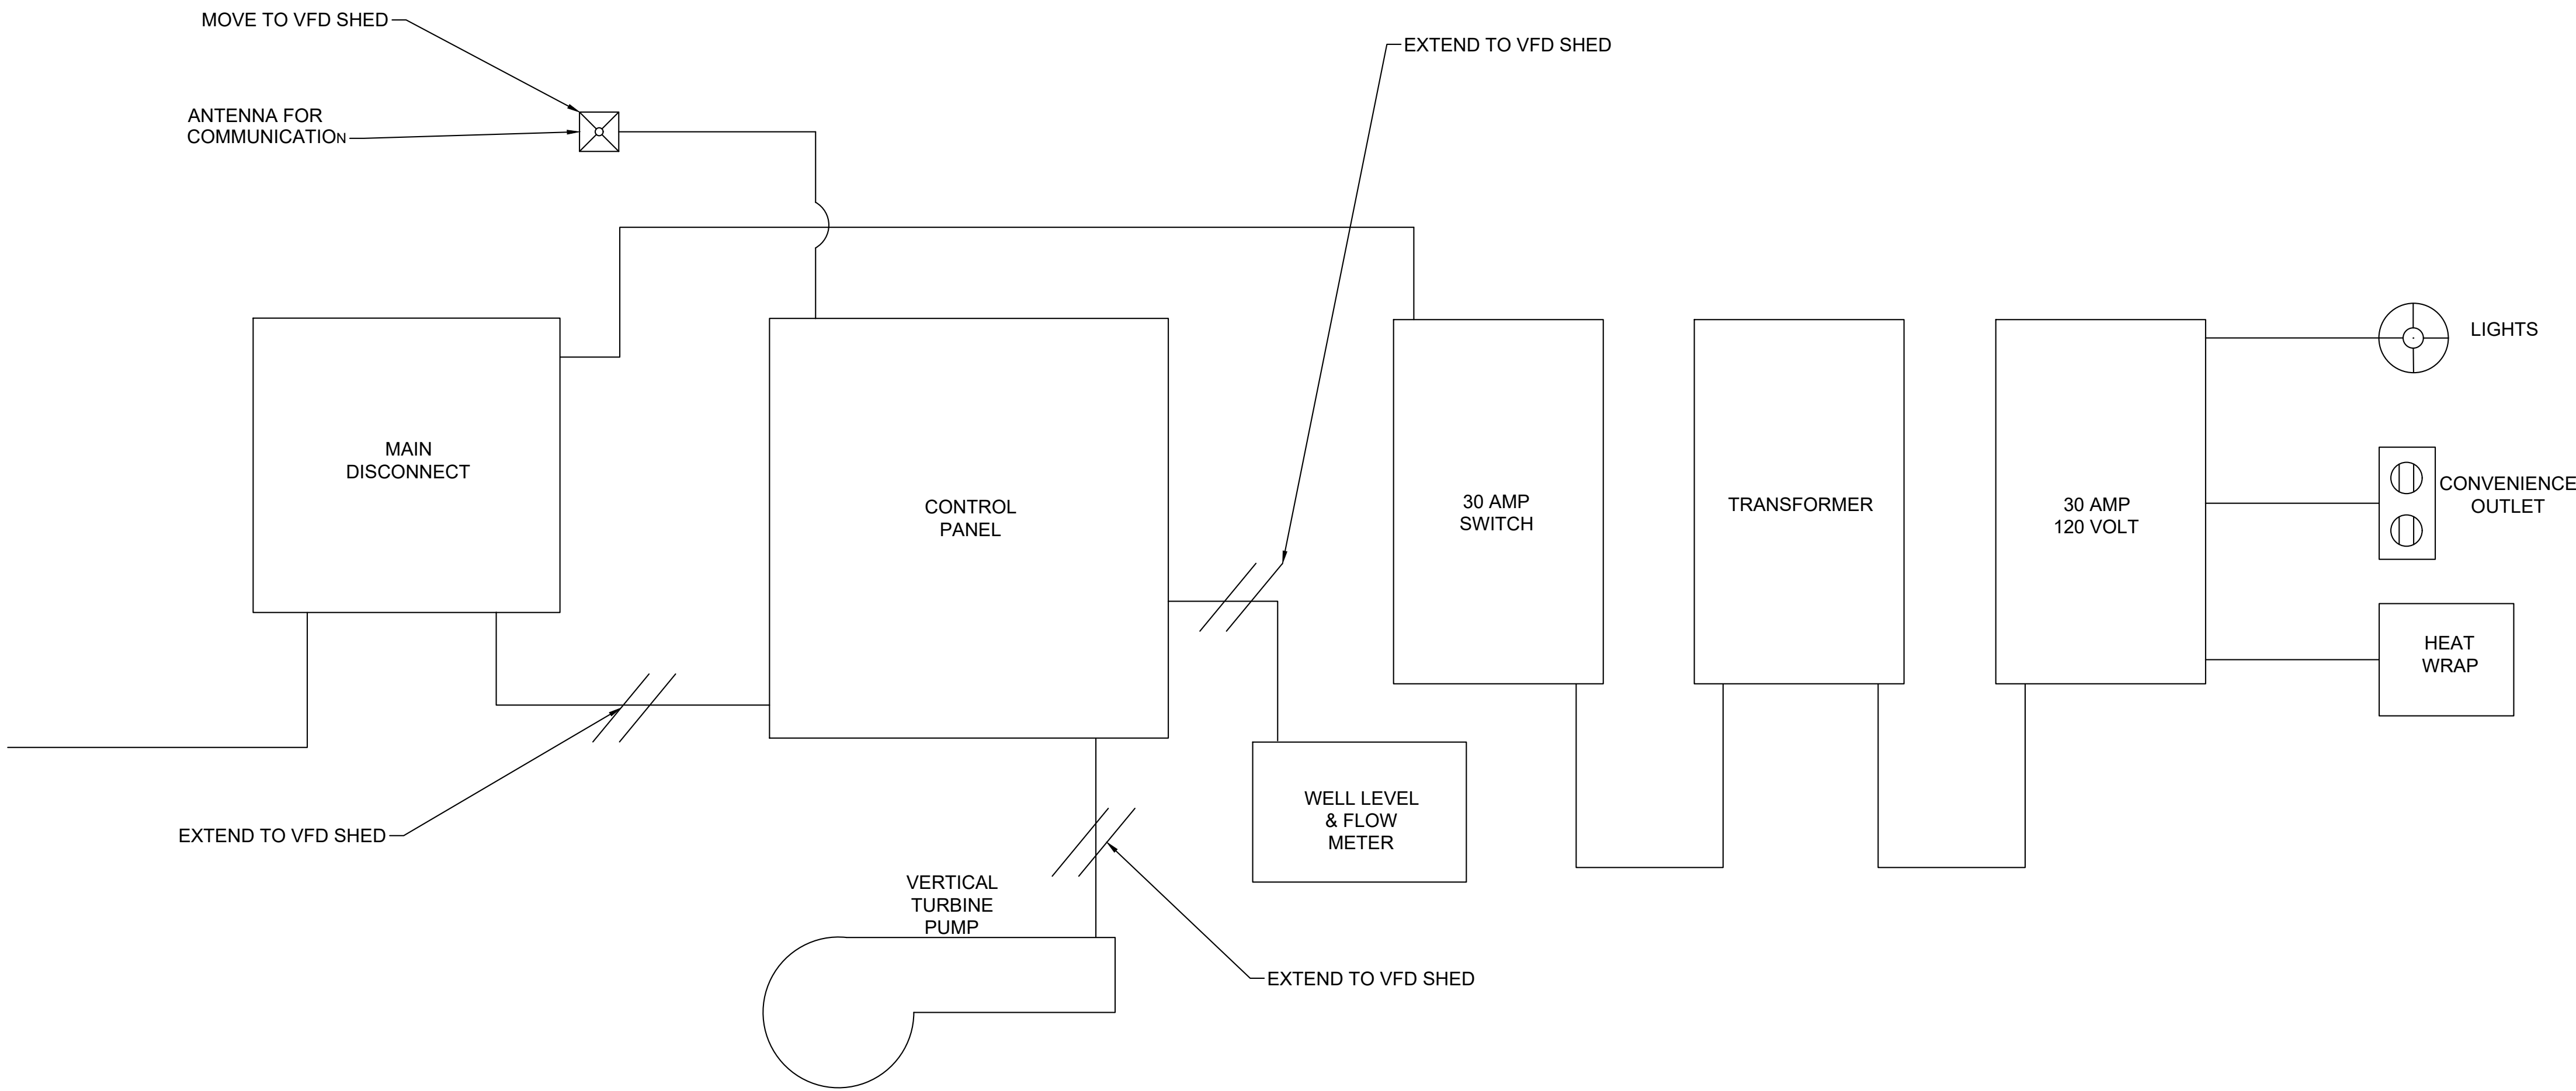 MOVE TO VFD SHED
EXTEND TO VFD SHED
ANTENNA FOR
COMMUNICATION
MAIN
DISCONNECT
CONTROL
PANEL
30 AMP
SWITCH
TRANSFORMER
30 AMP
120 VOLT
LIGHTS
CONVENIENCE
OUTLET
HEAT
WRAP
WELL LEVEL
& FLOW
METER
EXTEND TO VFD SHED
VERTICAL
TURBINE
PUMP
EXTEND TO VFD SHED